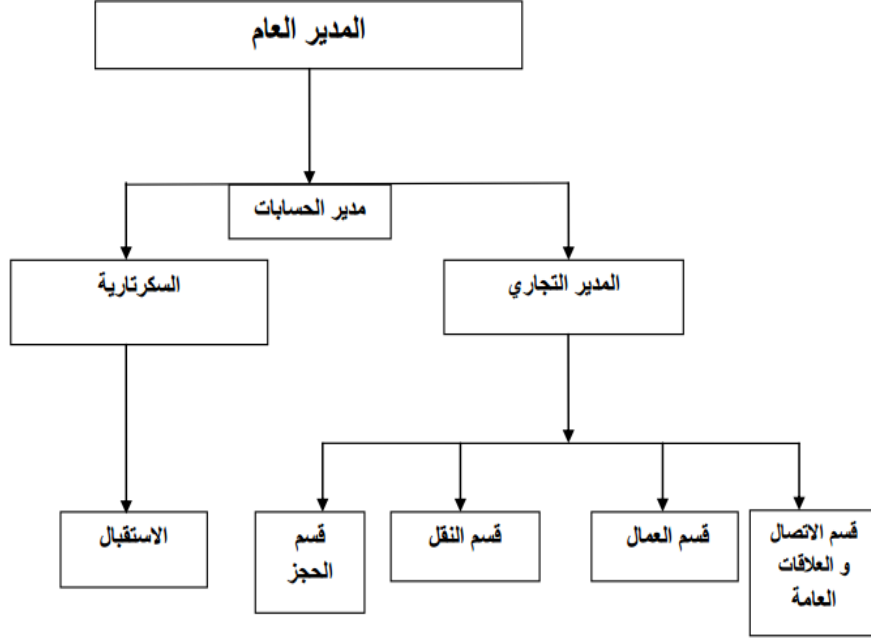 المدير العام
مدير الحسابات
المدير التجاري
السكرتارية
قسم الاتصال
و العلاقات
العامة
قسم العمال
قسم النقل
قسم
الحجز
الاستقبال